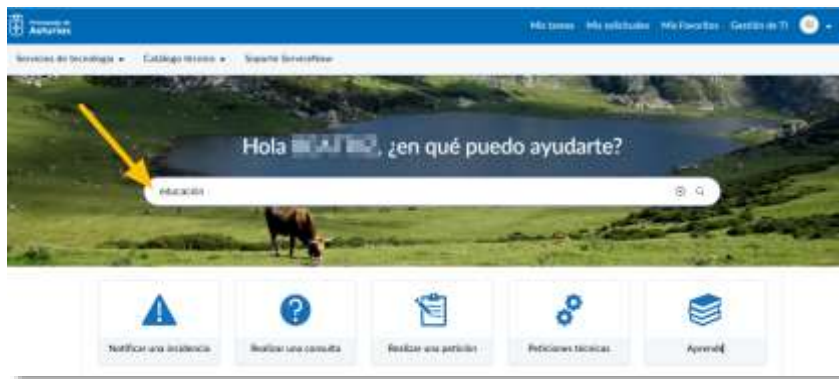 Principado de
Asturias
Mis tareas Mis solicitudes Mis Favoritos Gestión de TI
Servicios de tecnología Catálogo técnico Soporte ServiceNow
Hola , ¿en qué puedo ayudarte?
educación
Notificar una incidencia Realizar una consulta Realizar una petición Peticiones técnicas Aprende